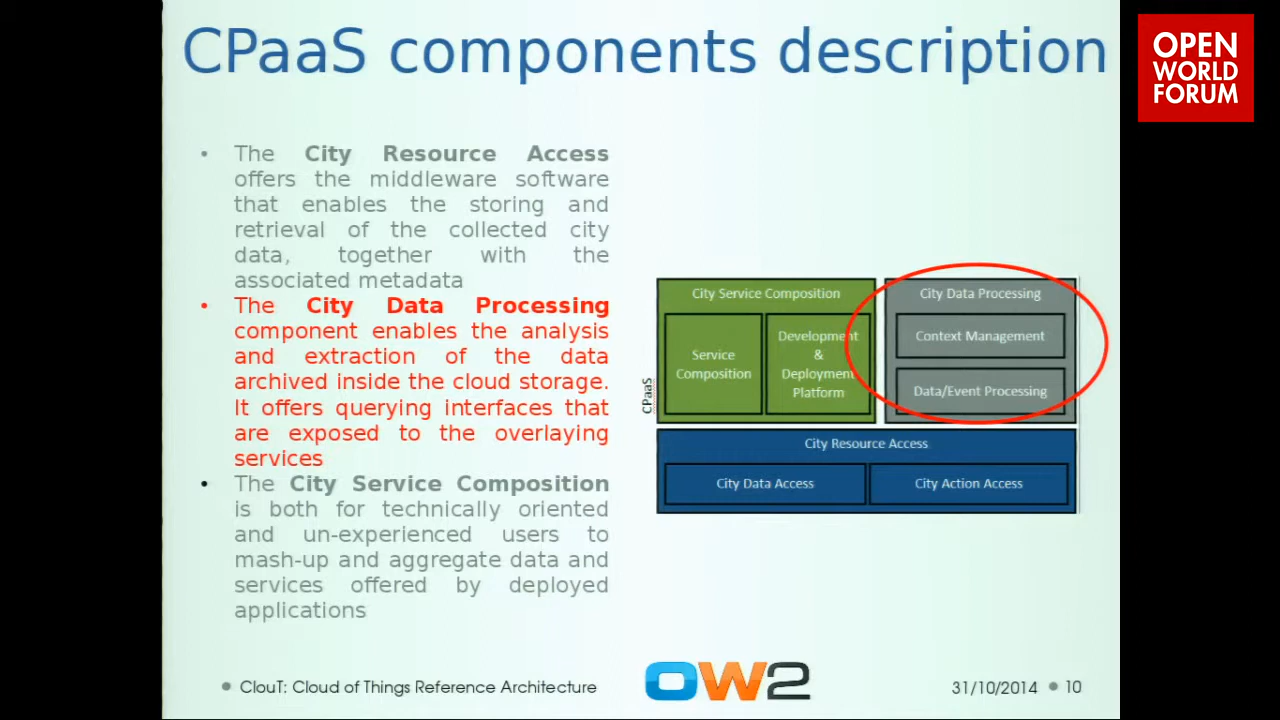 CPaaS components description
OPEN
WORLD
FORUM
• The City Resource Access
offers the middleware software
that enables the storing and
retrieval of the collected city
data, together with the
associated metadata
• The City Data Processing
component enables the analysis
and extraction of the data
archived inside the cloud storage.
It offers querying interfaces that
are exposed to the overlaying
services
• The City Service Composition
is both for technically oriented
and un-experienced users to
mash-up and aggregate data and
services offered by deployed
applications
CPaaS
City Service Composition
Service
Composition
Development
&
Deployment
Platform
City Data Processing
Context Management
Data/Event Processing
City Resource Access
City Data Access
City Action Access
• ClouT: Cloud of Things Reference Architecture
OW2
31/10/2014 • 10